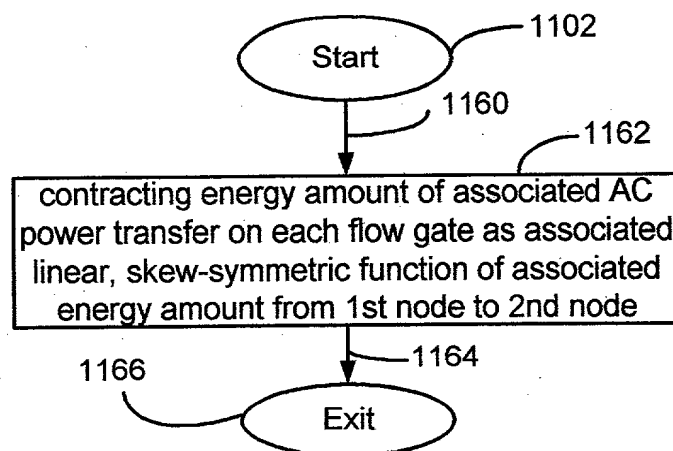 1102
Start
1160
1162
contracting energy amount of associated AC
power transfer on each flow gate as associated
linear, skew-symmetric function of associated
energy amount from 1st node to 2nd node
1164
1166
Exit